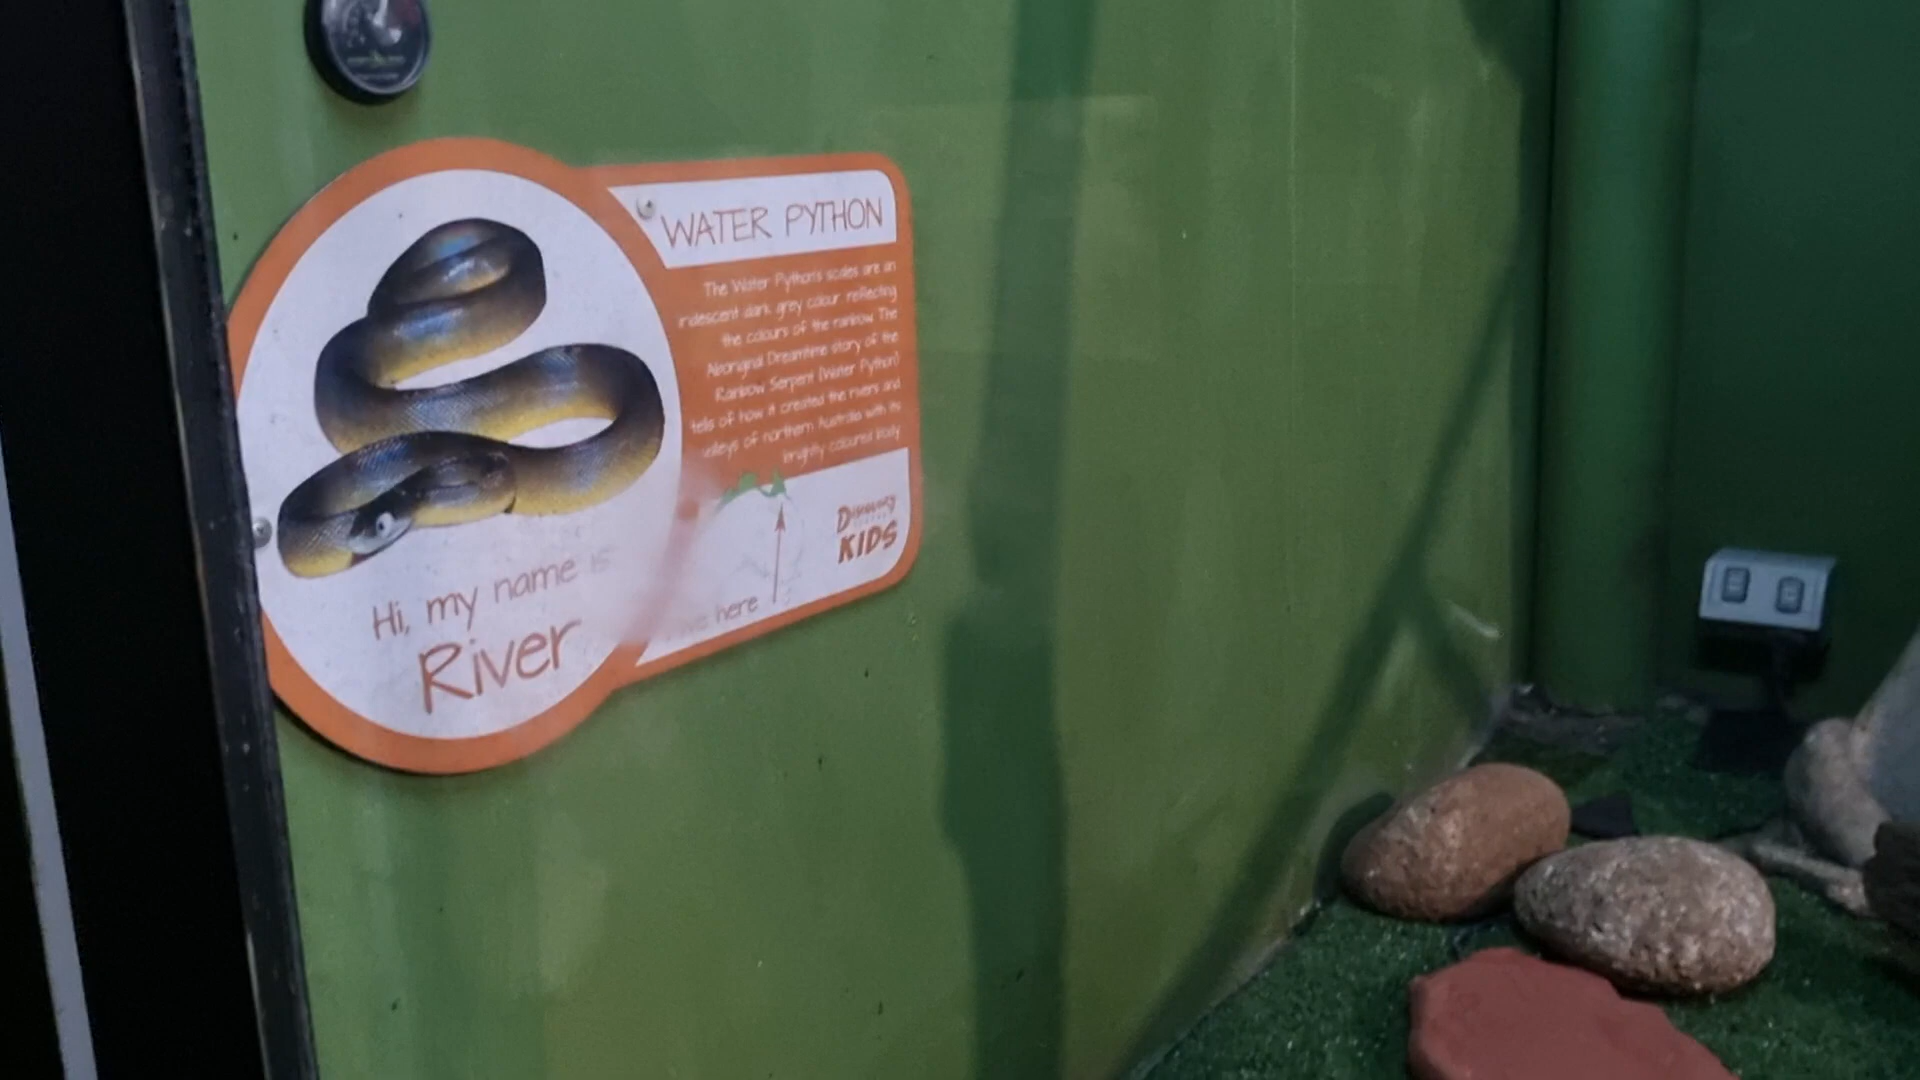 WATER PYTHON
The Water Python's scales are an
iridescent dark grey colour reflecting
the colours of the rainbow. The
Aboriginal Dreamtime story of the
Rainbow Serpent (Water Python)
tells of how it created the rivers and
valleys of northern Australia with its
brightly coloured body
Hi, my name is
River
here
Discovery
KIDS